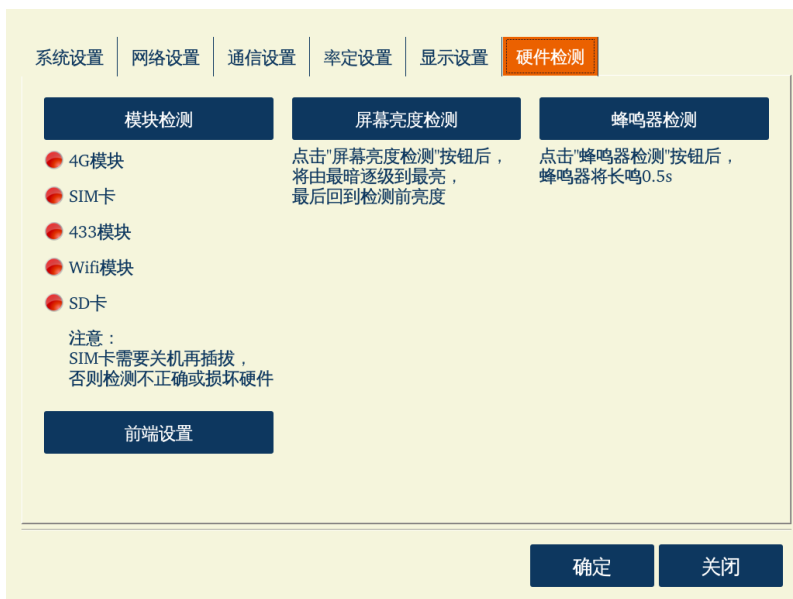 系统设置
网络设置
通信设置
率定设置
显示设置
硬件检测
模块检测
4G模块
SIM卡
433模块
Wifi模块
SD卡
注意：
SIM卡需要关机再插拔，
否则检测不正确或损坏硬件
前端设置
屏幕亮度检测
点击"屏幕亮度检测"按钮后，
将由最暗逐级到最亮，
最后回到检测前亮度
蜂鸣器检测
点击"蜂鸣器检测"按钮后，
蜂鸣器将长鸣0.5s
确定
关闭